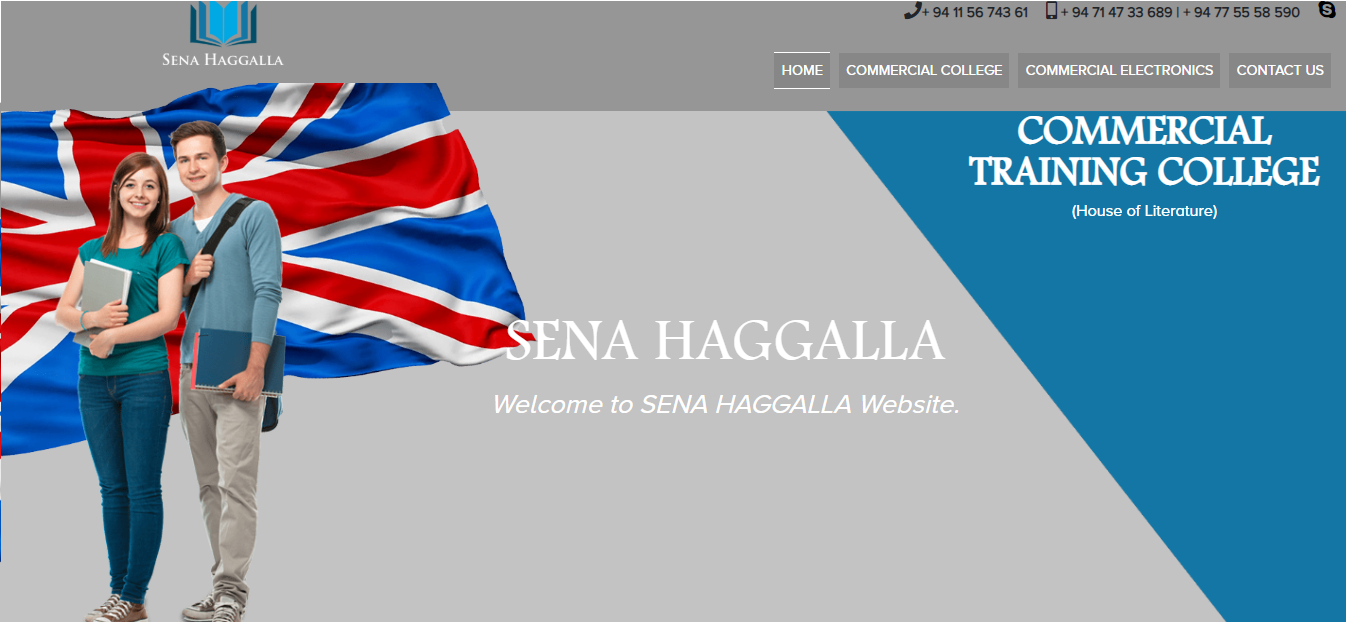 + 94 11 56 743 61 + 94 71 47 33 689 | + 94 77 55 58 590
SENA HAGGALLA
HOME COMMERCIAL COLLEGE COMMERCIAL ELECTRONICS CONTACT US
COMMERCIAL
TRAINING COLLEGE
(House of Literature)
SENA HAGGALLA
Welcome to SENA HAGGALLA Website.